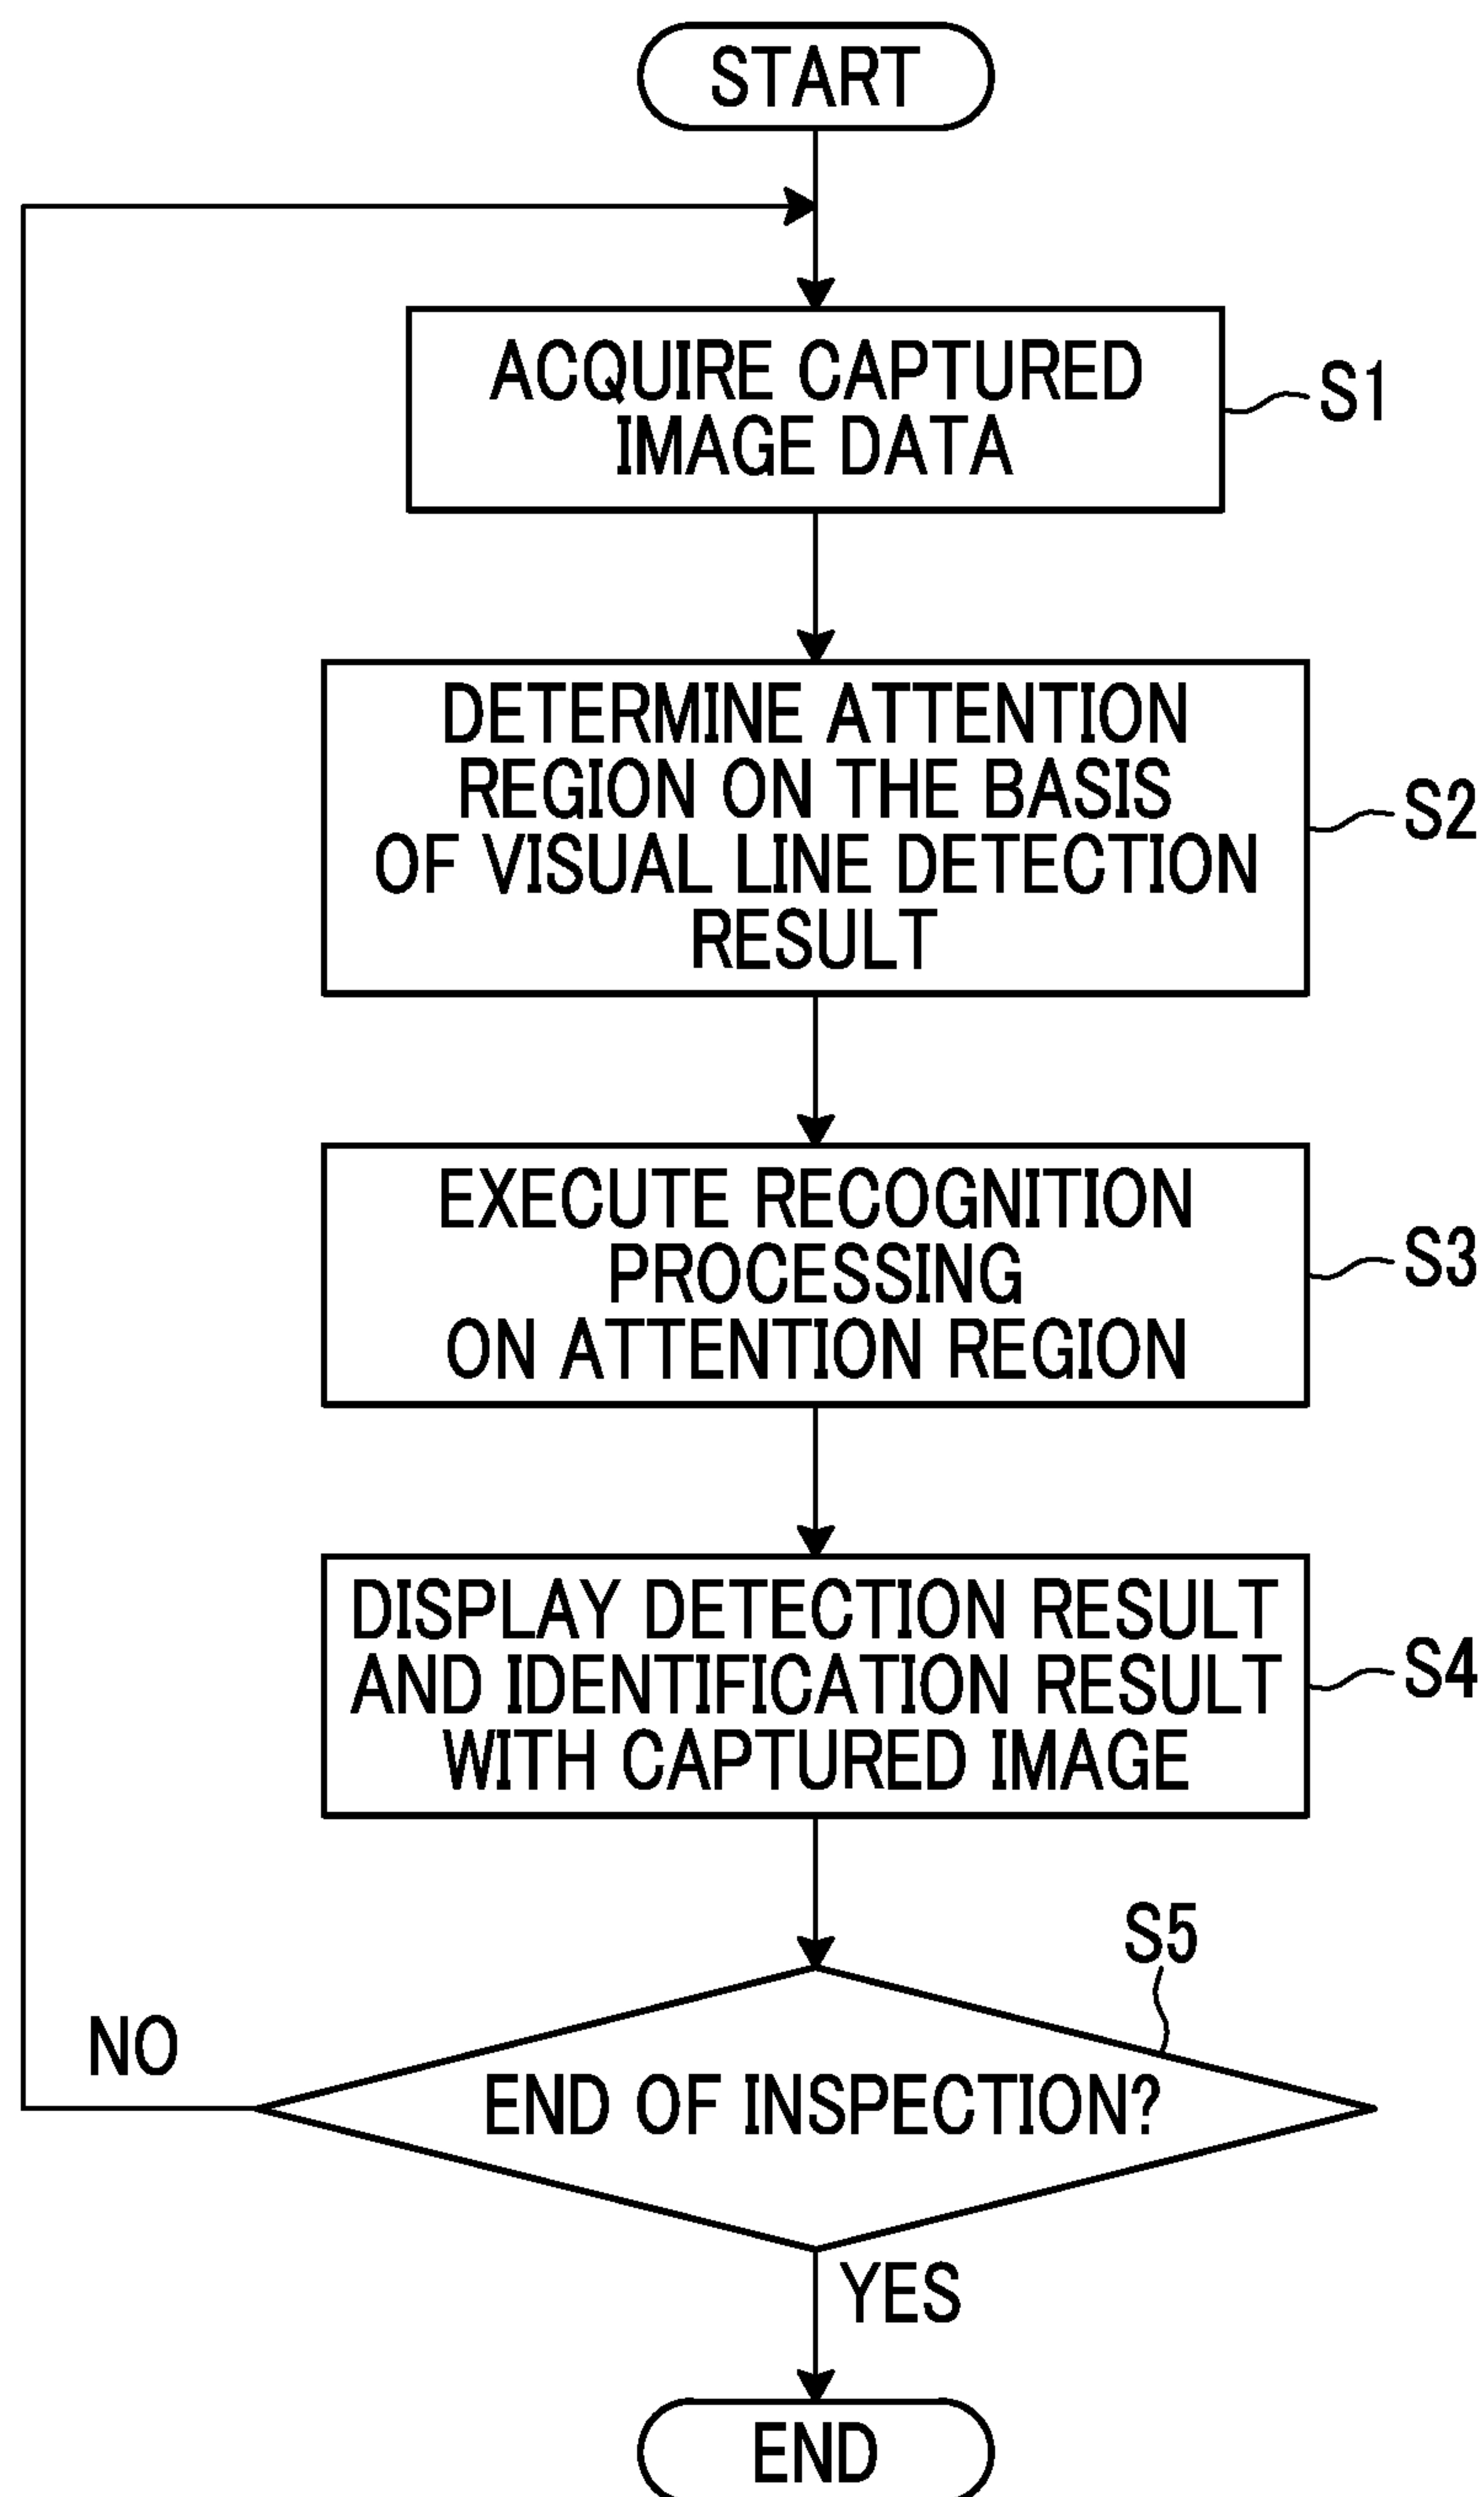 START
ACQUIRE CAPTURED
IMAGE DATA
S1
DETERMINE ATTENTION
REGION ON THE BASIS
OF VISUAL LINE DETECTION
RESULT
S2
EXECUTE RECOGNITION
PROCESSING
ON ATTENTION REGION
S3
DISPLAY DETECTION RESULT
AND IDENTIFICATION RESULT
WITH CAPTURED IMAGE
S4
S5
NO
END OF INSPECTION?
YES
END